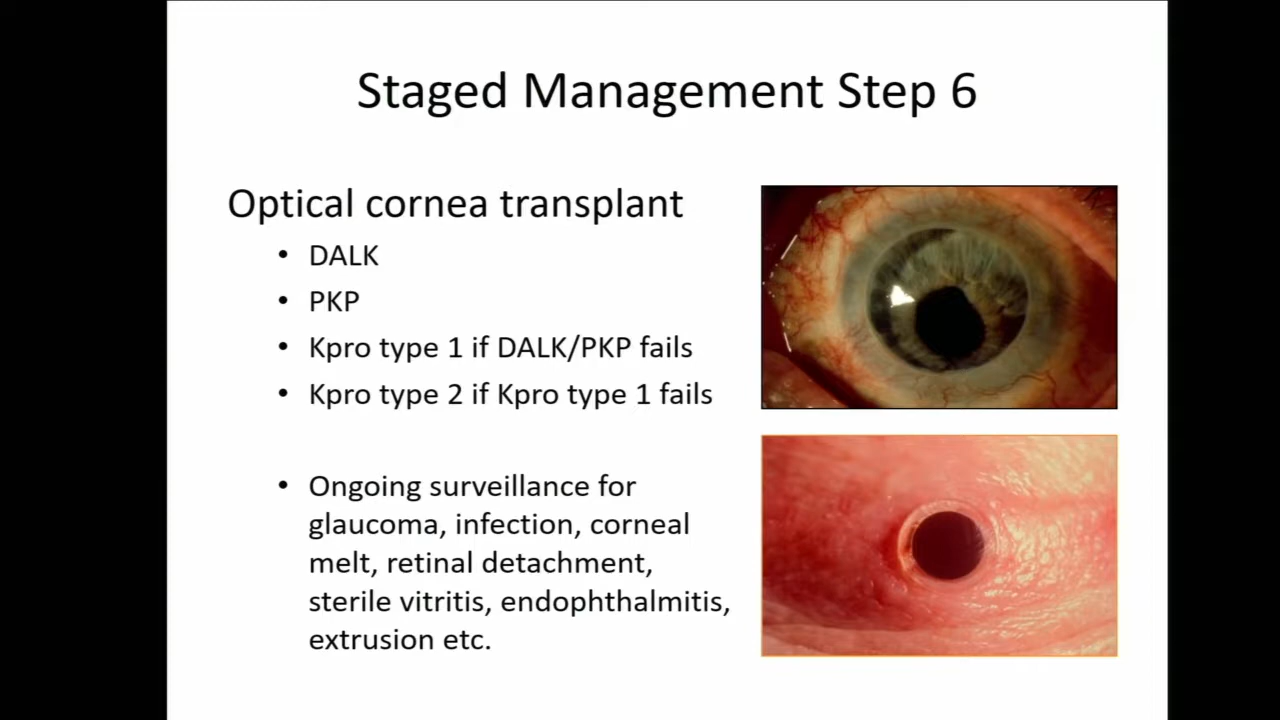 Staged Management Step 6
Optical cornea transplant
• DALK
• PKP
• Kpro type 1 if DALK/PKP fails
• Kpro type 2 if Kpro type 1 fails
• Ongoing surveillance for
glaucoma, infection, corneal
melt, retinal detachment,
sterile vitritis, endophthalmitis,
extrusion etc.